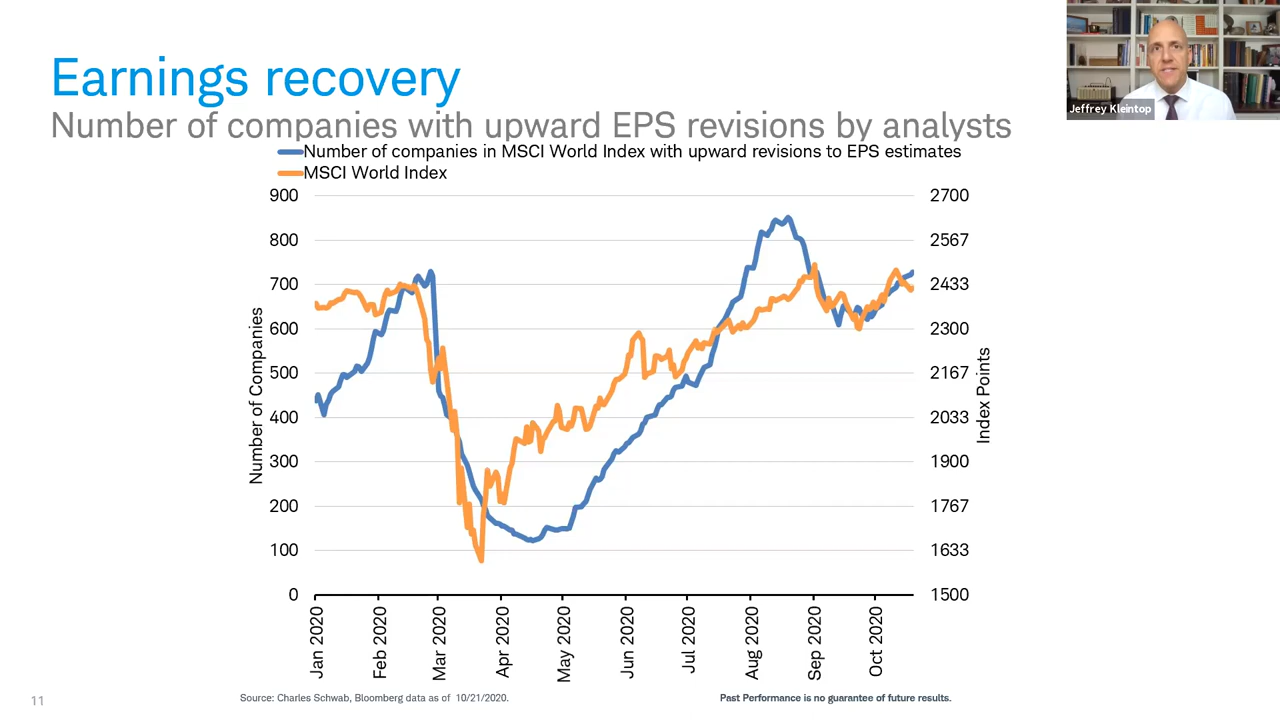 Earnings recovery
Number of companies with upward EPS revisions by analysts
Jeffrey Kleintop
Number of companies in MSCI World Index with upward revisions to EPS estimates
MSCI World Index
900
800
700
600
500
400
300
200
100
0
Number of Companies
2700
2567
2433
2300
2167
2033
1900
1767
1633
1500
Index Points
Jan 2020
Feb 2020
Mar 2020
Apr 2020
May 2020
Jun 2020
Jul 2020
Aug 2020
Sep 2020
Oct 2020
11
Source: Charles Schwab, Bloomberg data as of 10/21/2020.
Past Performance is no guarantee of future results.